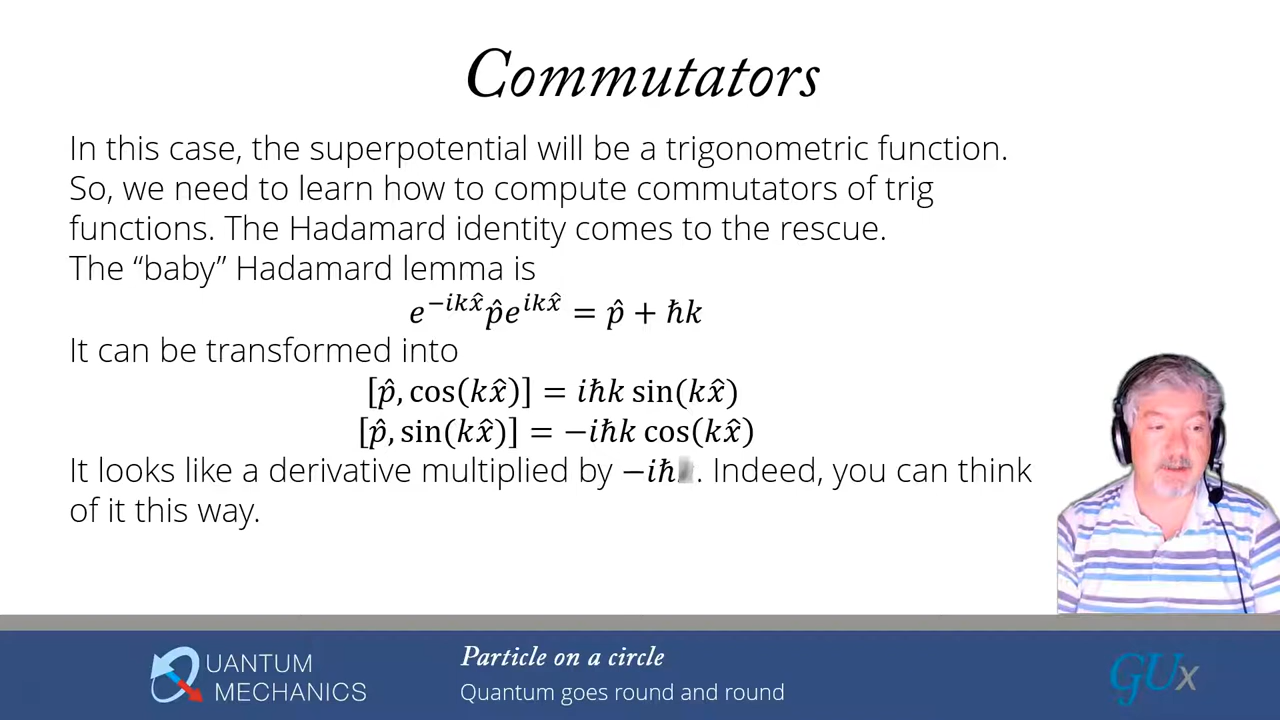 Commutators
In this case, the superpotential will be a trigonometric function.
So, we need to learn how to compute commutators of trig
functions. The Hadamard identity comes to the rescue.
The “baby” Hadamard lemma is
e^{−ikx̂}p̂e^{ikx̂} = p̂ + ℏk
It can be transformed into
[p̂, cos(kx̂)] = iℏk sin(kx̂)
[p̂, sin(kx̂)] = −iℏk cos(kx̂)
It looks like a derivative multiplied by −iℏ . Indeed, you can think
of it this way.
QUANTUM
MECHANICS
Particle on a circle
Quantum goes round and round
GUx